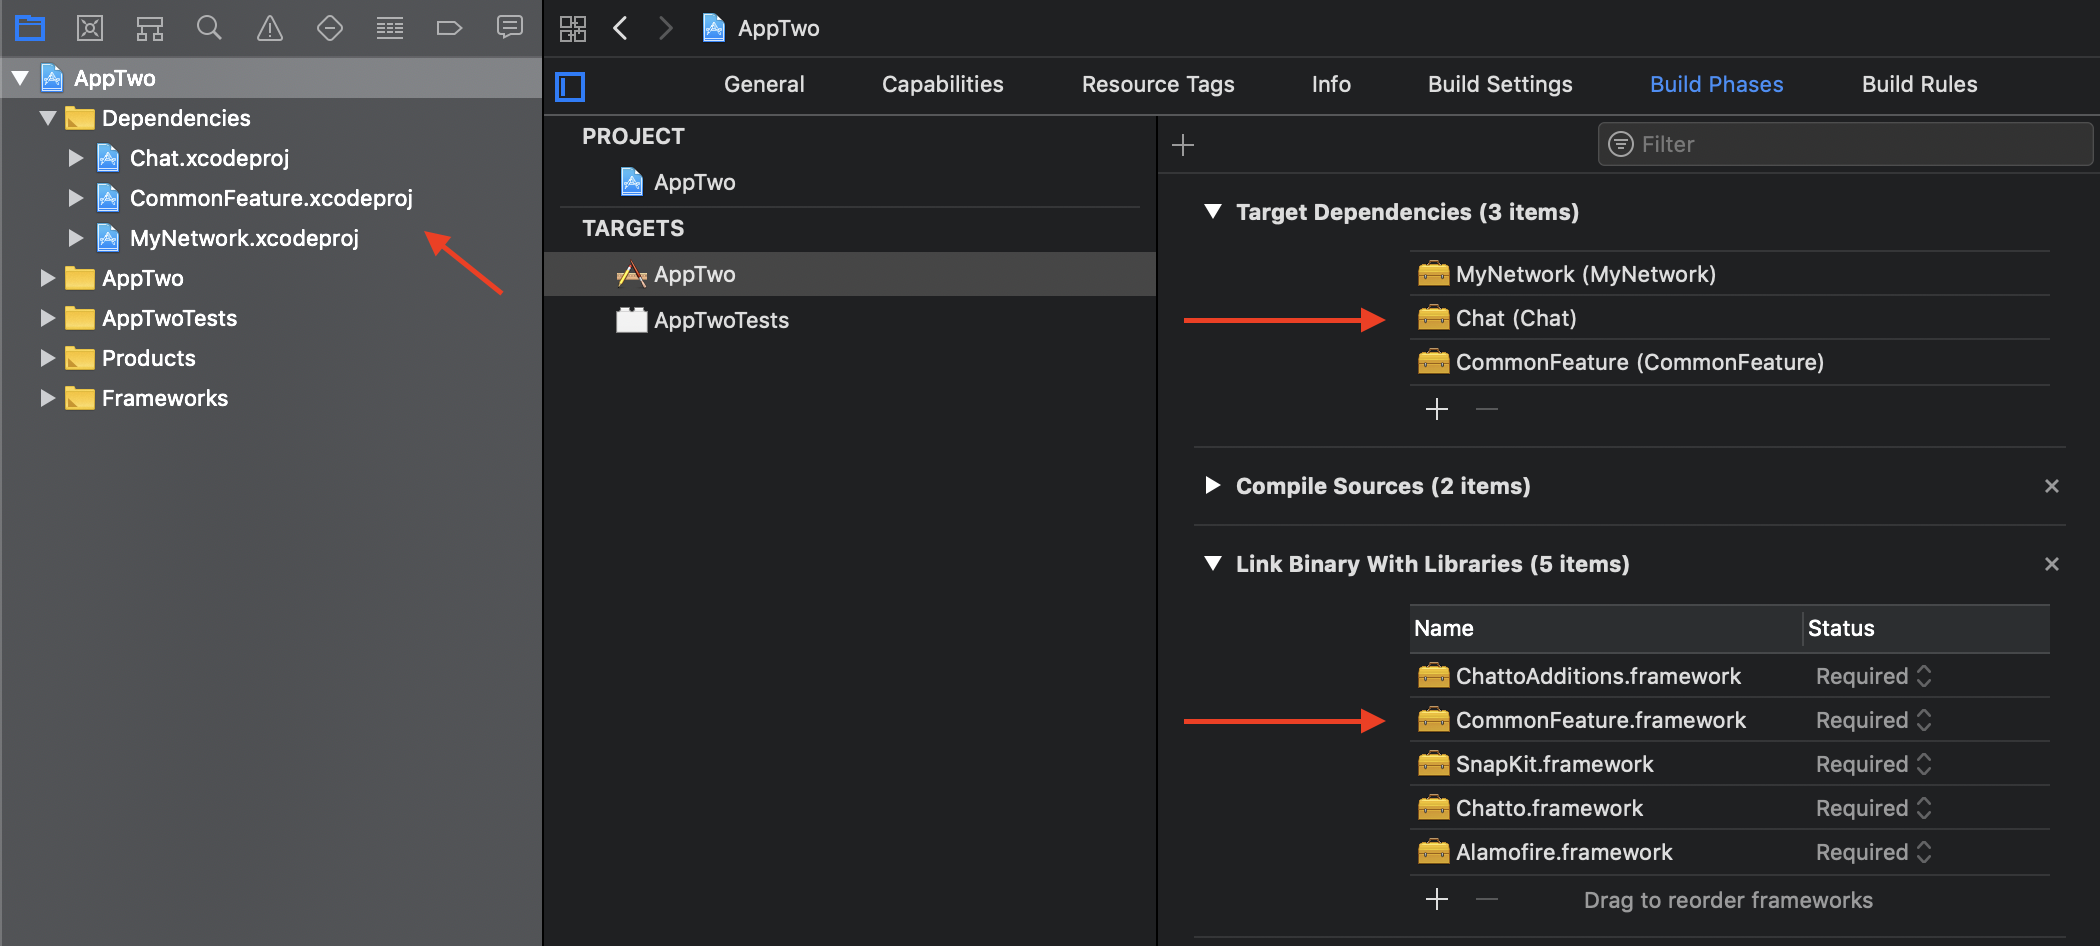 AppTwo
Dependencies
Chat.xcodeproj
CommonFeature.xcodeproj
MyNetwork.xcodeproj
AppTwo
AppTwoTests
Products
Frameworks
AppTwo
General Capabilities Resource Tags Info Build Settings Build Phases Build Rules
PROJECT
AppTwo
TARGETS
AppTwo
AppTwoTests
Filter
Target Dependencies (3 items)
MyNetwork (MyNetwork)
Chat (Chat)
CommonFeature (CommonFeature)
Compile Sources (2 items)
Link Binary With Libraries (5 items)
Name Status
ChattoAdditions.framework Required
CommonFeature.framework Required
SnapKit.framework Required
Chatto.framework Required
Alamofire.framework Required
Drag to reorder frameworks